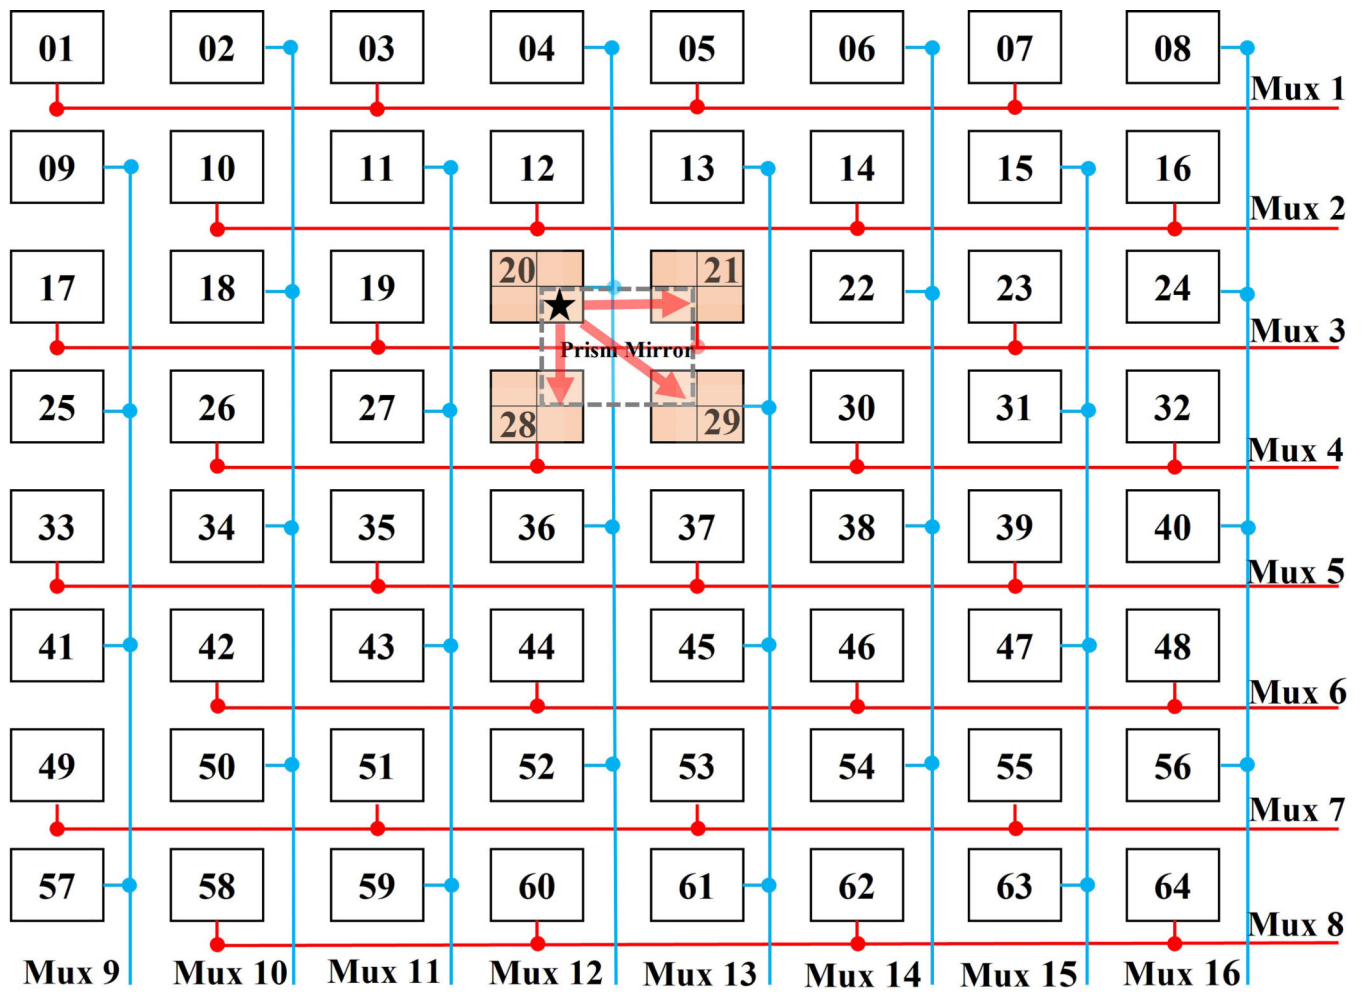 01 02 03 04 05 06 07 08
Mux 1
09 10 11 12 13 14 15 16
Mux 2
17 18 19 20 21 22 23 24
Mux 3
Prism Mirror
25 26 27 28 29 30 31 32
Mux 4
33 34 35 36 37 38 39 40
Mux 5
41 42 43 44 45 46 47 48
Mux 6
49 50 51 52 53 54 55 56
Mux 7
57 58 59 60 61 62 63 64
Mux 8
Mux 9 Mux 10 Mux 11 Mux 12 Mux 13 Mux 14 Mux 15 Mux 16